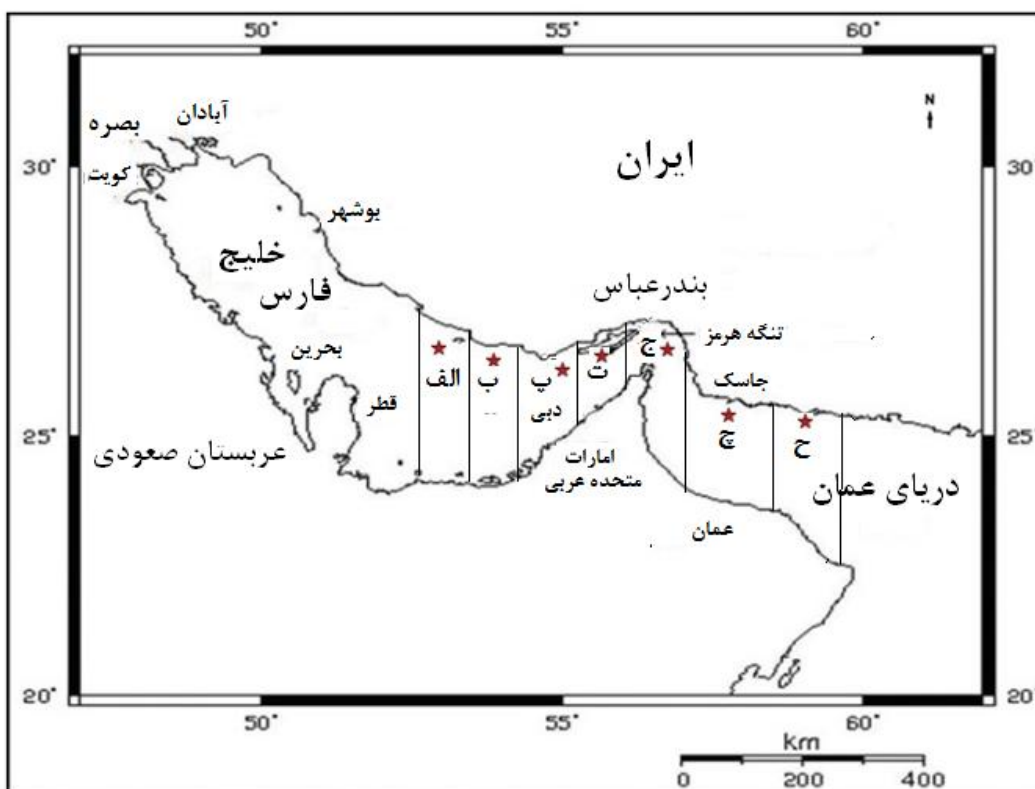 50° 55° 60°
N
آبادان
بصره
30° 30°
ایران
کویت
بوشهر
خلیج
فارس
بندرعباس
تنگه هرمز
بحرین
الف ب پ ت ج
قطر
دبی
جاسک
چ ح
25° 25°
عربستان صعودی
امارات
متحده عربی
دریای عمان
عمان
20° 20°
50° 55° 60°
km
0 200 400